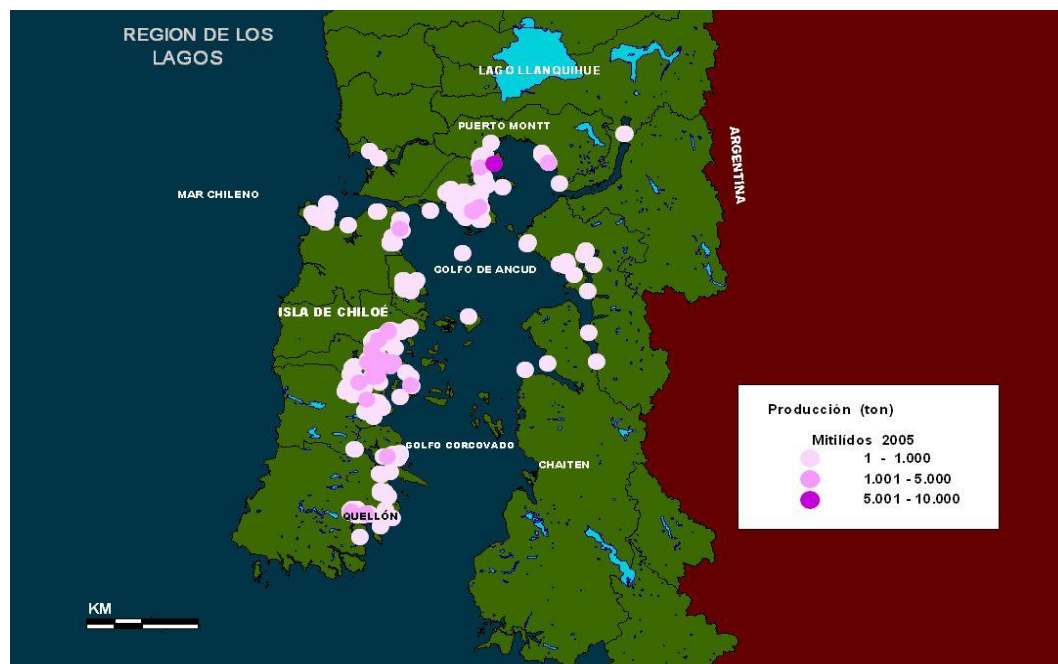 REGION DE LOS
LAGOS
LAGO LLANQUIHUE
PUERTO MONTT
ARGENTINA
MAR CHILENO
GOLFO DE ANCUD
ISLA DE CHILOÉ
GOLFO CORCOVADO
CHAITEN
QUELLÓN
Producción (ton)
Mitilidos 2005
1 - 1.000
1.001 - 5.000
5.001 - 10.000
KM